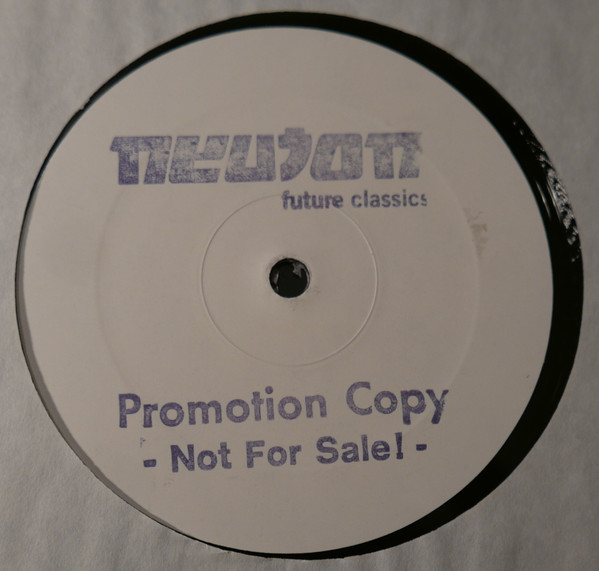 neuton
future classics
Promotion Copy
- Not For Sale! -